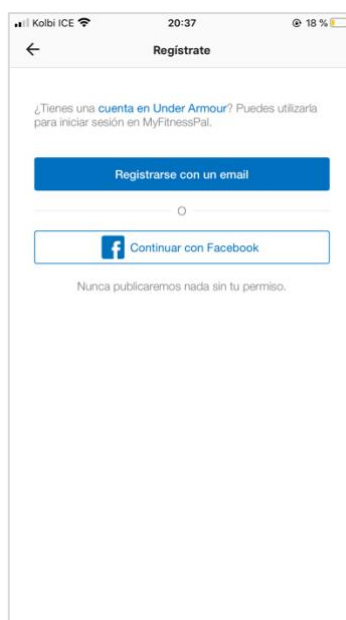 Kolbi ICE 20:37 18 %
Regístrate
¿Tienes una cuenta en Under Armour? Puedes utilizarla
para iniciar sesión en MyFitnessPal.
Registrarse con un email
O
Continuar con Facebook
Nunca publicaremos nada sin tu permiso.